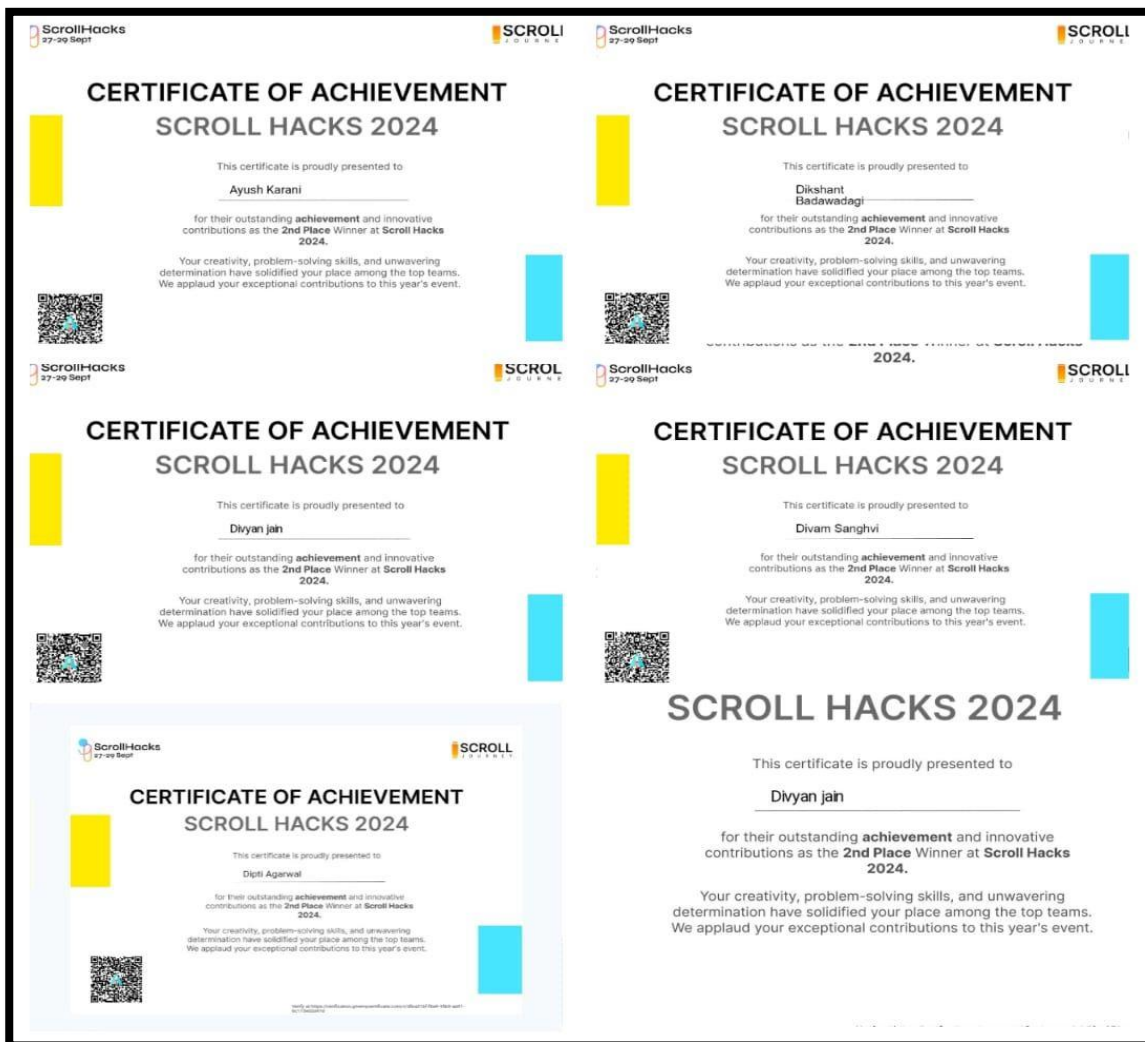 ScrollHacks
27-29 Sept
SCROLL
JOURNE
CERTIFICATE OF ACHIEVEMENT
SCROLL HACKS 2024
This certificate is proudly presented to
Ayush Karani
for their outstanding achievement and innovative
contributions as the 2nd Place Winner at Scroll Hacks
2024.
Your creativity, problem-solving skills, and unwavering
determination have solidified your place among the top teams.
We applaud your exceptional contributions to this year's event.
ScrollHacks
27-29 Sept
SCROLL
JOURNE
CERTIFICATE OF ACHIEVEMENT
SCROLL HACKS 2024
This certificate is proudly presented to
Dikshant
Badawadagi
for their outstanding achievement and innovative
contributions as the 2nd Place Winner at Scroll Hacks
2024.
Your creativity, problem-solving skills, and unwavering
determination have solidified your place among the top teams.
We applaud your exceptional contributions to this year's event.
contributions as the 2nd Place Winner at Scroll Hacks
2024.
ScrollHacks
27-29 Sept
SCROL
JOURNE
CERTIFICATE OF ACHIEVEMENT
SCROLL HACKS 2024
This certificate is proudly presented to
Divyan jain
for their outstanding achievement and innovative
contributions as the 2nd Place Winner at Scroll Hacks
2024.
Your creativity, problem-solving skills, and unwavering
determination have solidified your place among the top teams.
We applaud your exceptional contributions to this year's event.
ScrollHacks
27-29 Sept
SCROLL
JOURNE
CERTIFICATE OF ACHIEVEMENT
SCROLL HACKS 2024
This certificate is proudly presented to
Divam Sanghvi
for their outstanding achievement and innovative
contributions as the 2nd Place Winner at Scroll Hacks
2024.
Your creativity, problem-solving skills, and unwavering
determination have solidified your place among the top teams.
We applaud your exceptional contributions to this year's event.
ScrollHacks
27-29 Sept
SCROLL
JOURNEY
CERTIFICATE OF ACHIEVEMENT
SCROLL HACKS 2024
This certificate is proudly presented to
Dipti Agarwal
for their outstanding achievement and innovative
contributions as the 2nd Place Winner at Scroll Hacks
2024.
Your creativity, problem-solving skills, and unwavering
determination have solidified your place among the top teams.
We applaud your exceptional contributions to this year's event.
SCROLL HACKS 2024
This certificate is proudly presented to
Divyan jain
for their outstanding achievement and innovative
contributions as the 2nd Place Winner at Scroll Hacks
2024.
Your creativity, problem-solving skills, and unwavering
determination have solidified your place among the top teams.
We applaud your exceptional contributions to this year's event.